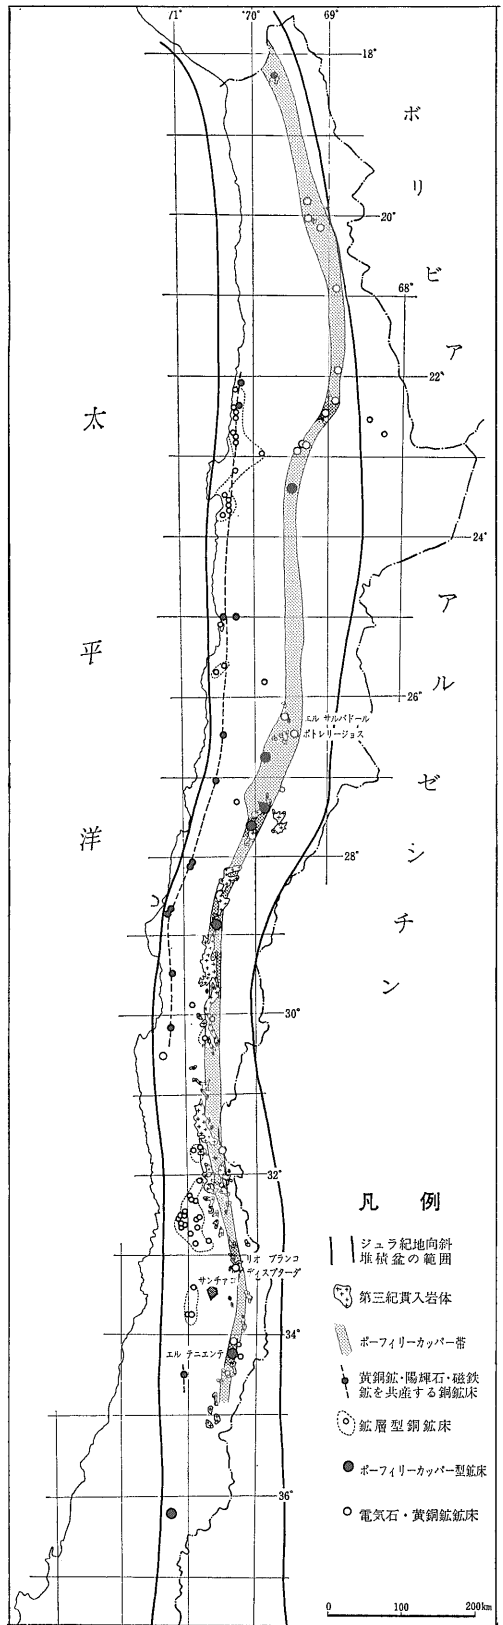 71° 70° 69°
18°
ボリビア
20°
68°
22°
太平洋
24°
アルゼンチン
26°
エル サルバドール
ポトレリージョス
28°
30°
32°
凡 例
ジュラ紀地向斜
堆積盆の範囲
リオ ブランコ
ディスプターダ
サンチャゴ
第三紀貫入岩体
34°
ポーフィリーカッパー帯
エル テニエンテ
黄銅鉱・陽輝石・磁鉄
鉱を共産する銅鉱床
鉱層型銅鉱床
ポーフィリーカッパー型鉱床
36°
電気石・黄銅鉱鉱床
0 100 200km